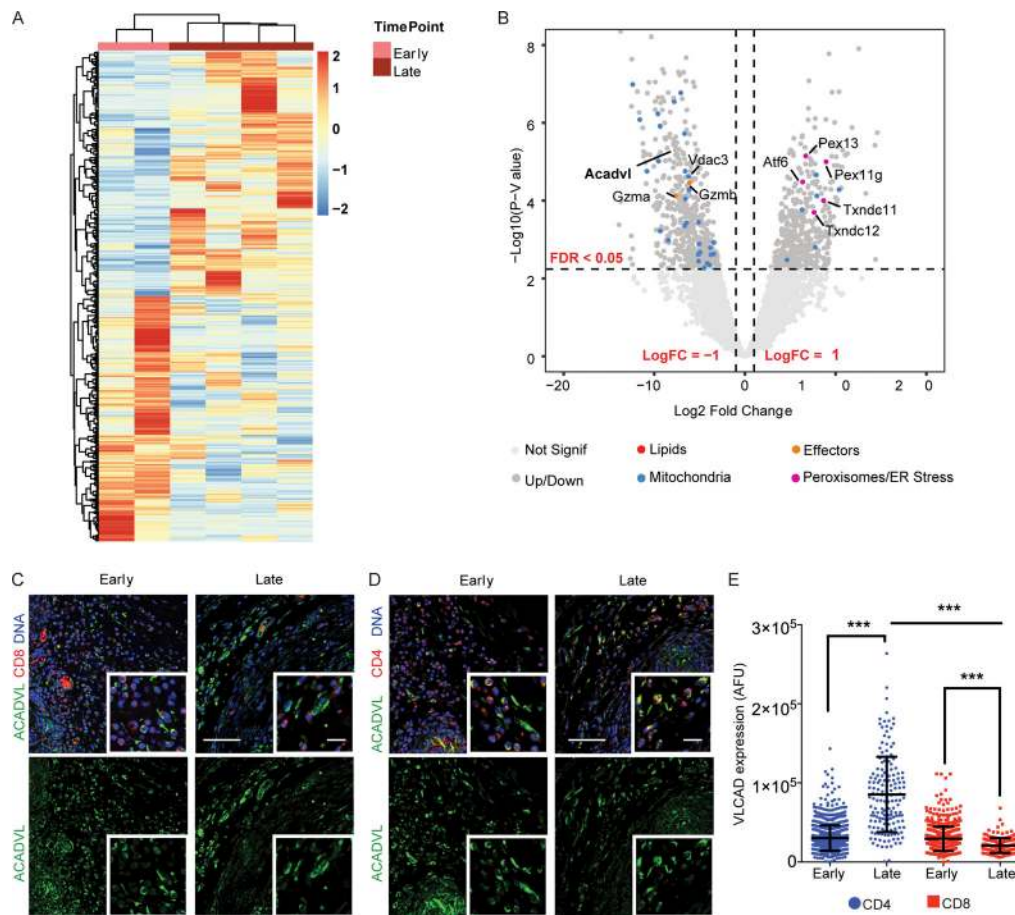 A
TimePoint
Early
Late
2
1
0
−1
−2
B
8
6
4
2
0
−Log10(P−V alue)
Acadvl
Vdac3
Gzma
Gzmb
Atf6
Pex13
Pex11g
Txndc11
Txndc12
FDR < 0.05
LogFC = −1
LogFC = 1
−20
−10
0
1
0
2
0
Log2 Fold Change
Not Signif
Lipids
Effectors
Up/Down
Mitochondria
Peroxisomes/ER Stress
C
Early
Late
ACADVL CD8 DNA
ACADVL
D
Early
Late
ACADVL CD4 DNA
ACADVL
E
VLCAD expression (AFU)
3×10⁵
2×10⁵
1×10⁵
0
***
***
***
Early
Late
Early
Late
CD4
CD8